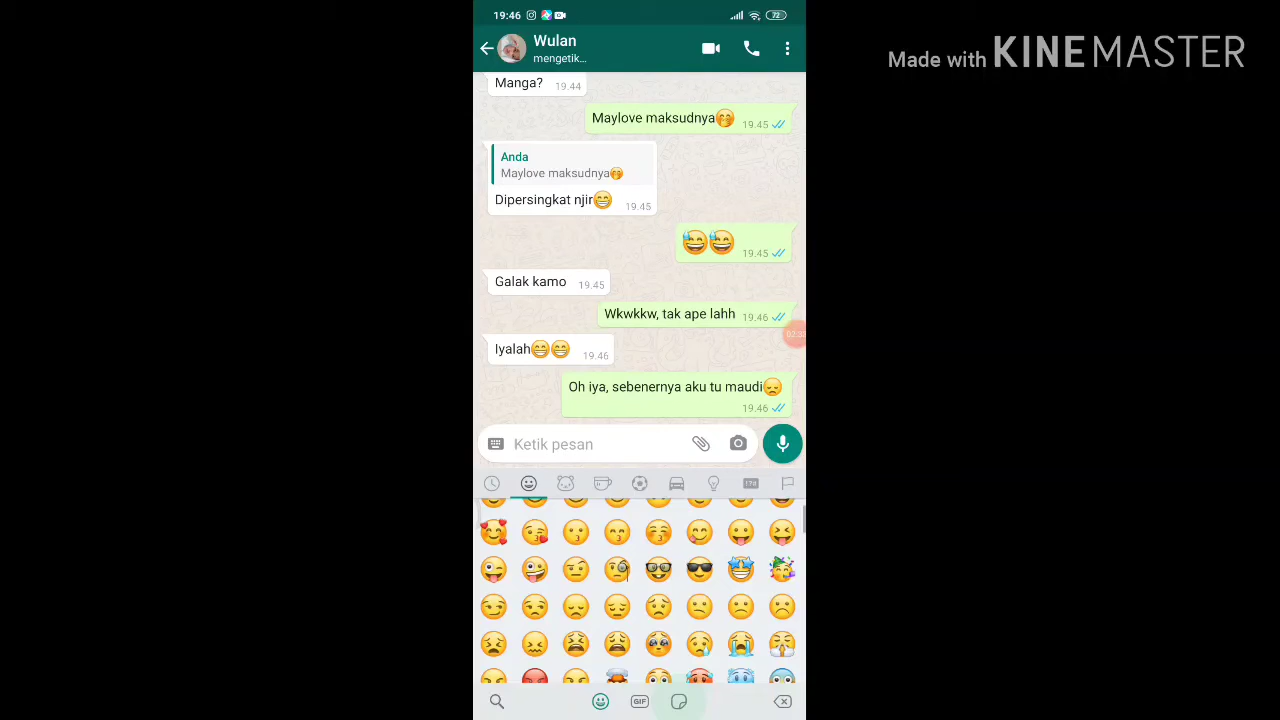 19:46
72
Made with KINEMASTER
Wulan
mengetik...
Manga?
19.44
Maylove maksudnya🤭
19.45
Anda
Maylove maksudnya🤭
Dipersingkat njir😁
19.45
😅😅
19.45
Galak kamo
19.45
Wkwkkw, tak ape lahh
19.46
Iyalah😁😁
19.46
Oh iya, sebenernya aku tu maudi😞
19.46
Ketik pesan
GIF